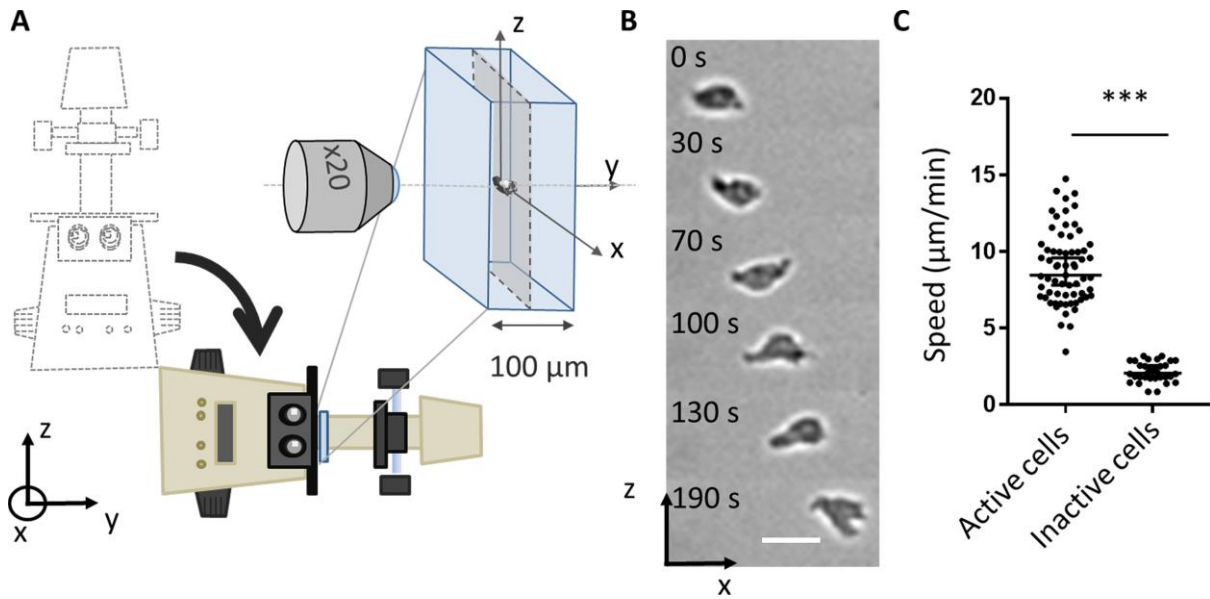 A
z
x20
y
x
100 µm
z
x
y
B
0 s
30 s
70 s
100 s
130 s
190 s
z
x
C
***
Speed (µm/min)
20
15
10
5
0
Active cells
Inactive cells